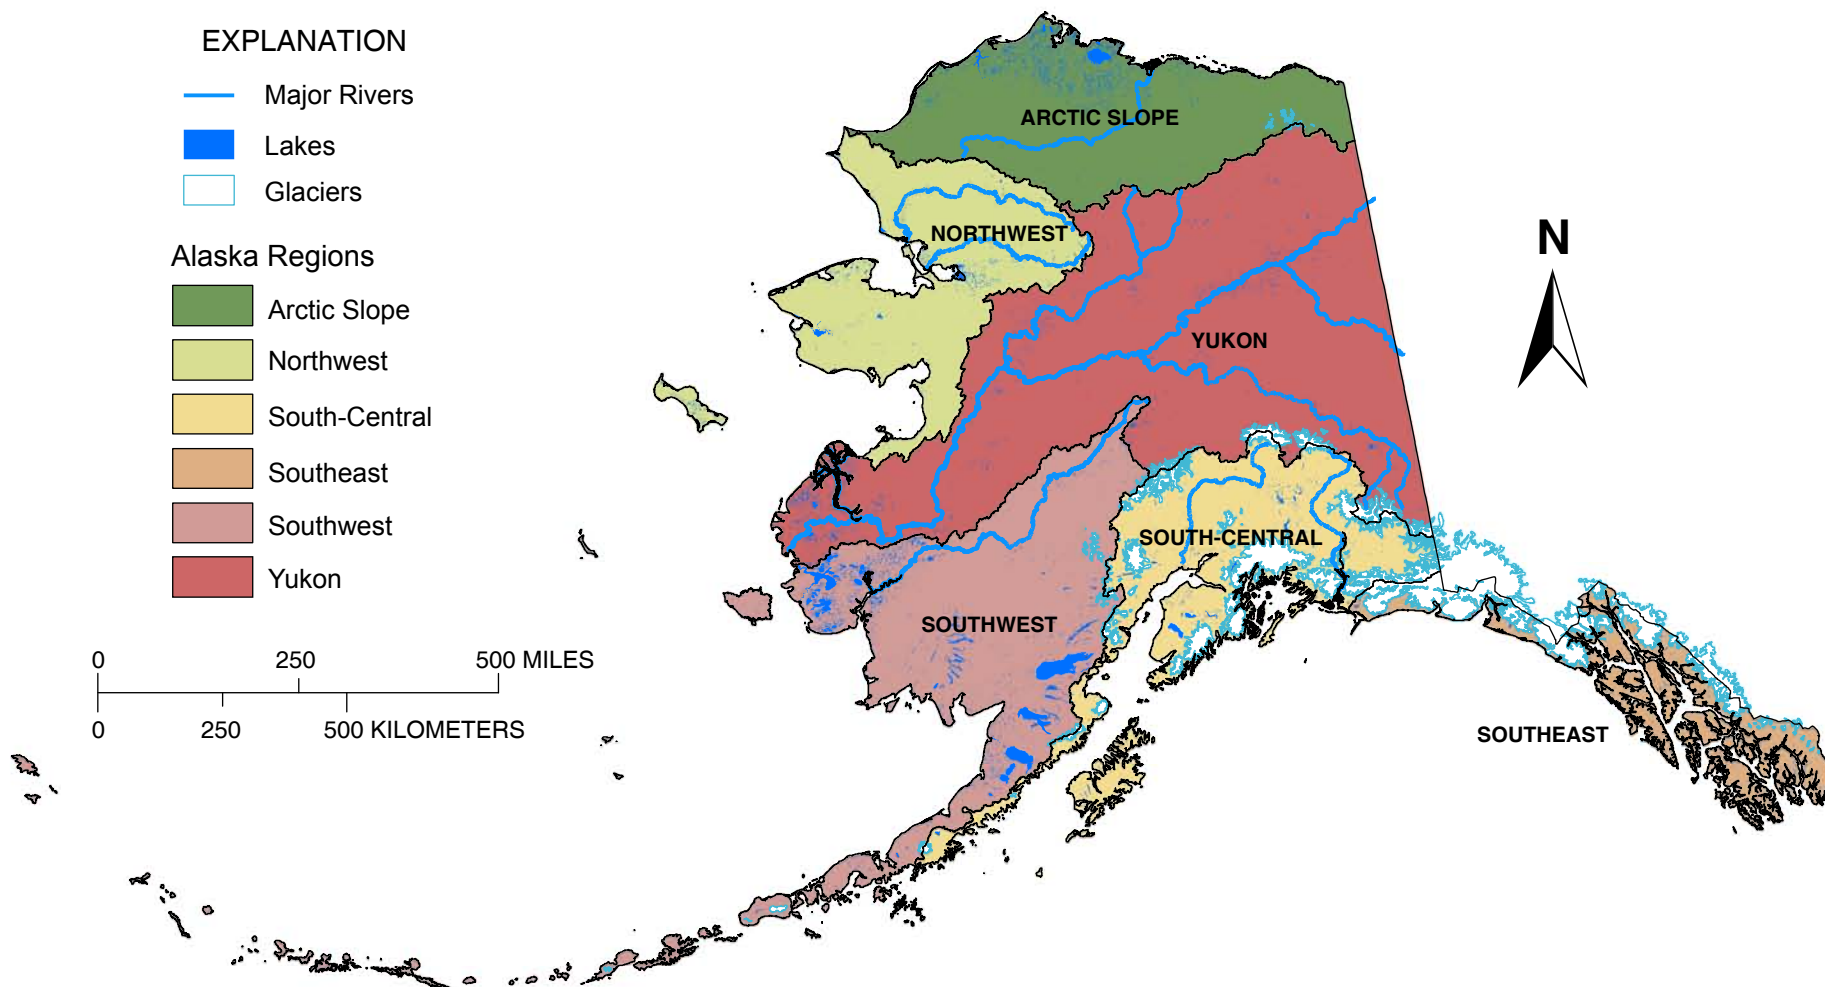 EXPLANATION
Major Rivers
Lakes
Glaciers
Alaska Regions
Arctic Slope
Northwest
South-Central
Southeast
Southwest
Yukon
0 250 500 MILES
0 250 500 KILOMETERS
ARCTIC SLOPE
NORTHWEST
YUKON
SOUTH-CENTRAL
SOUTHWEST
SOUTHEAST
N